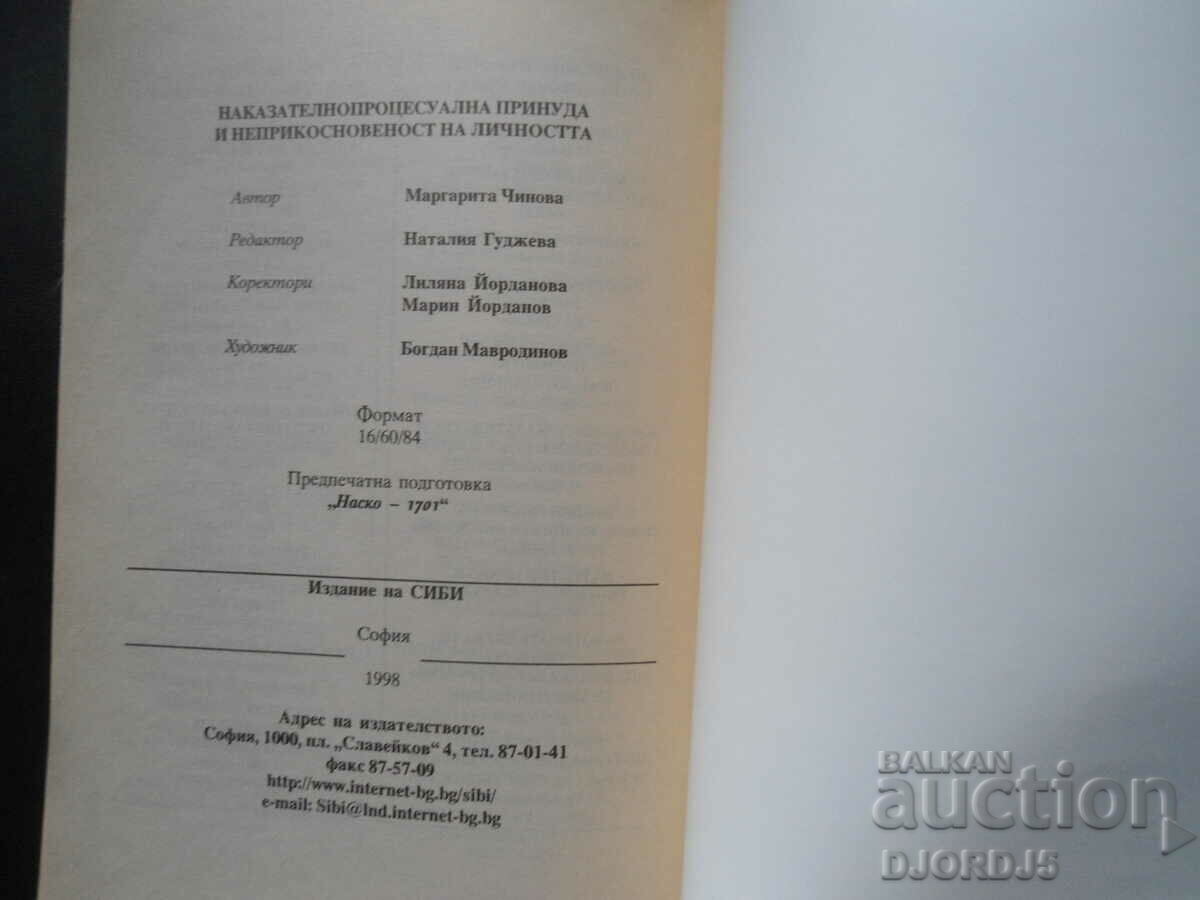 НАКАЗАТЕЛНОПРОЦЕСУАЛНА ПРИНУДА
И НЕПРИКОСНОВЕНОСТ НА ЛИЧНОСТТА
Автор Маргарита Чинова
Редактор Наталия Гуджева
Коректори Лиляна Йорданова
Марин Йорданов
Художник Богдан Мавродинов
Формат
16/60/84
Предпечатна подготовка
„Наско – 1701“
Издание на СИБИ
София
1998
Адрес на издателството:
София, 1000, пл. „Славейков“ 4, тел. 87-01-41
факс 87-57-09
http://www.internet-bg.bg/sibi/
e-mail: Sibi@lnd.internet-bg.bg
BALKAN
auction
DJORDJ5